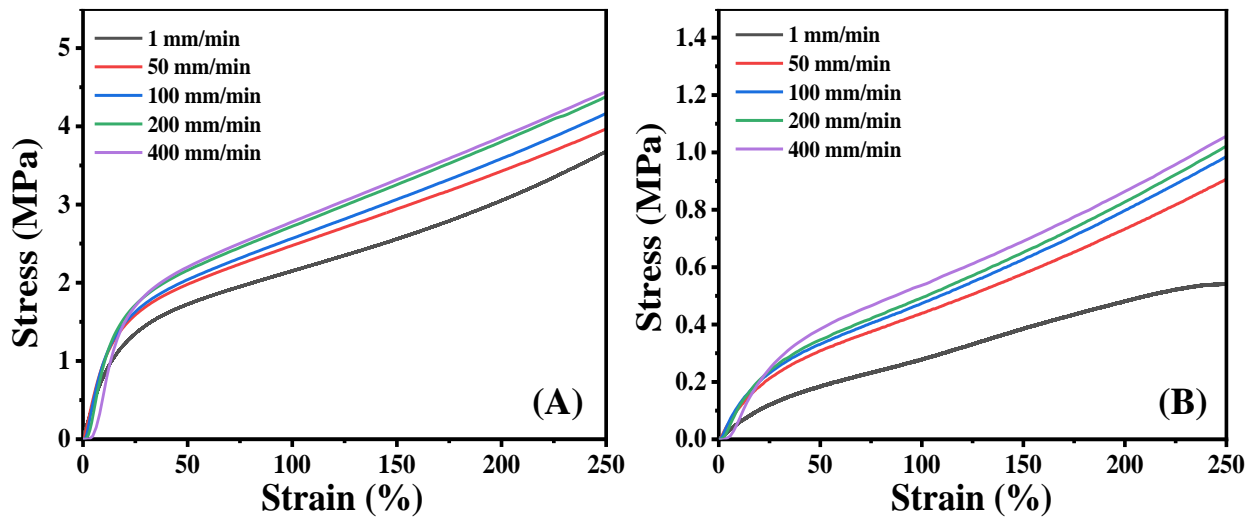 1 mm/min
50 mm/min
100 mm/min
200 mm/min
400 mm/min
Stress (MPa)
5
4
3
2
1
0
0 50 100 150 200 250
Strain (%)
(A)
1 mm/min
50 mm/min
100 mm/min
200 mm/min
400 mm/min
Stress (MPa)
1.4
1.2
1.0
0.8
0.6
0.4
0.2
0.0
0 50 100 150 200 250
Strain (%)
(B)